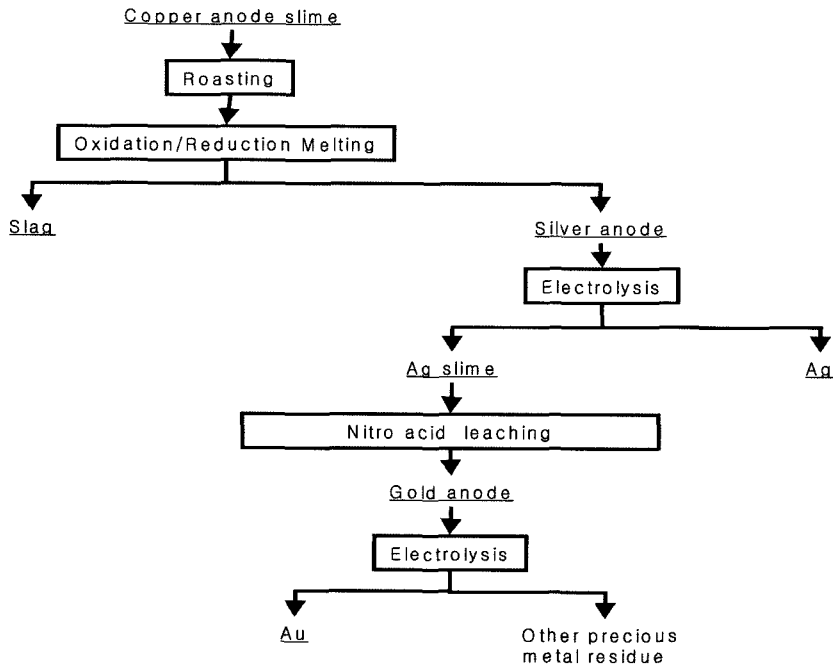 Copper anode slime
Roasting
Oxidation/Reduction Melting
Slag
Silver anode
Electrolysis
Ag slime
Ag
Nitro acid leaching
Gold anode
Electrolysis
Au
Other precious
metal residue